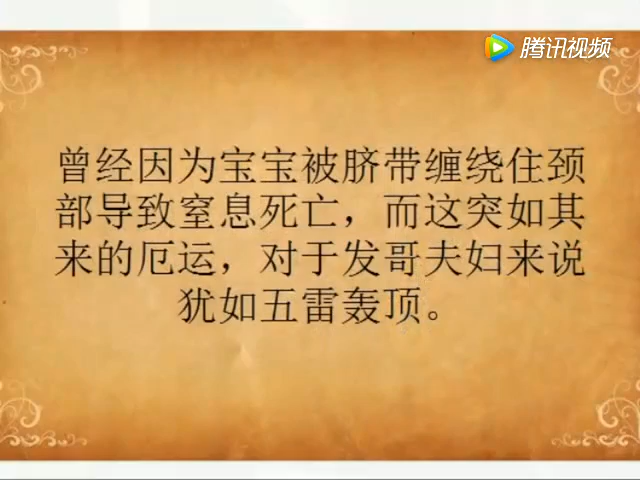 腾讯视频
曾经因为宝宝被脐带缠绕住颈
部导致窒息死亡，而这突如其
来的厄运，对于发哥夫妇来说
犹如五雷轰顶。